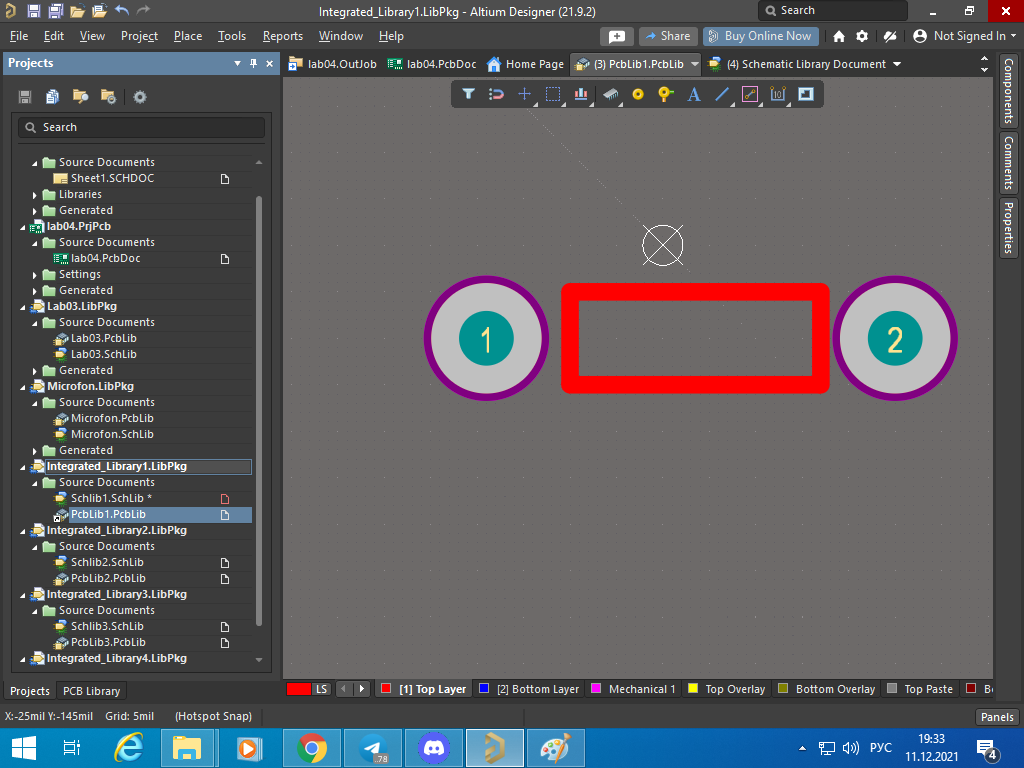 Integrated_Library1.LibPkg - Altium Designer (21.9.2)
Search
File Edit View Project Place Tools Reports Window Help
Share
Buy Online Now
Not Signed In
Projects
lab04.OutJob
lab04.PcbDoc
Home Page
(3) PcbLib1.PcbLib
(4) Schematic Library Document
Search
Source Documents
Sheet1.SCHDOC
Libraries
Generated
lab04.PrjPcb
Source Documents
lab04.PcbDoc
Settings
Generated
Lab03.LibPkg
Source Documents
Lab03.PcbLib
Lab03.SchLib
Generated
Microfon.LibPkg
Source Documents
Microfon.PcbLib
Microfon.SchLib
Generated
Integrated_Library1.LibPkg
Source Documents
Schlib1.SchLib *
PcbLib1.PcbLib
Integrated_Library2.LibPkg
Source Documents
Schlib2.SchLib
PcbLib2.PcbLib
Integrated_Library3.LibPkg
Source Documents
Schlib3.SchLib
PcbLib3.PcbLib
Integrated_Library4.LibPkg
A
1
2
Components
Comments
Properties
Projects
PCB Library
LS
[1] Top Layer
[2] Bottom Layer
Mechanical 1
Top Overlay
Bottom Overlay
Top Paste
X:-25mil Y:-145mil Grid: 5mil (Hotspot Snap)
Panels
.78
РУС
19:33
11.12.2021
4